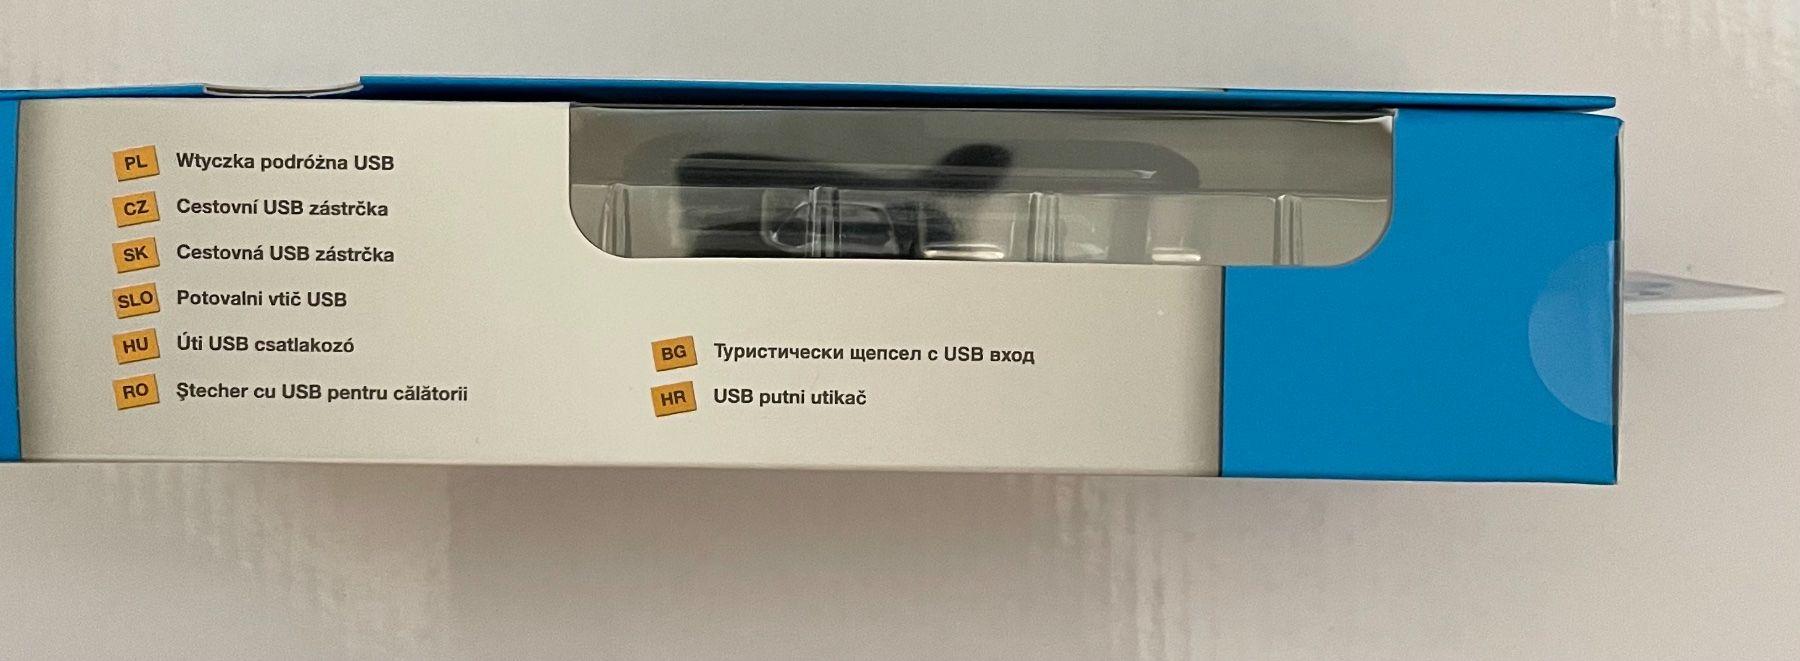 PL Wtyczka podróżna USB
CZ Cestovní USB zástrčka
SK Cestovná USB zástrčka
SLO Potovalni vtič USB
HU Úti USB csatlakozó
RO Ştecher cu USB pentru călătorii
BG Туристически щепсел с USB вход
HR USB putni utikač